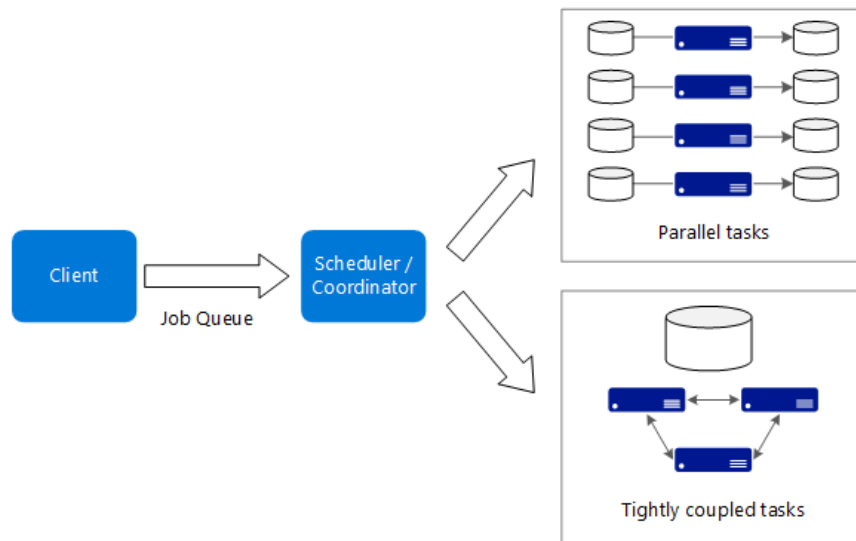 Client
Job Queue
Scheduler /
Coordinator
Parallel tasks
Tightly coupled tasks